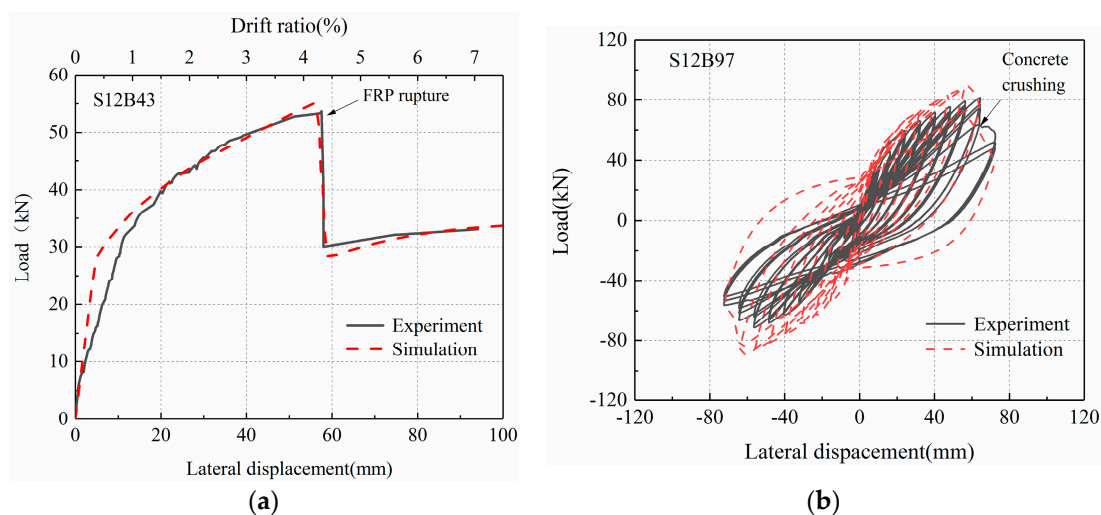 Drift ratio(%)
0 1 2 3 4 5 6 7
60
50
40
30
20
10
0
Load（kN）
S12B43
FRP rupture
Experiment
Simulation
0 20 40 60 80 100
Lateral displacement(mm)
(a)
120
80
40
0
-40
-80
-120
Load(kN)
S12B97
Concrete
crushing
Experiment
Simulation
-120 -80 -40 0 40 80 120
Lateral dispacement(mm)
(b)